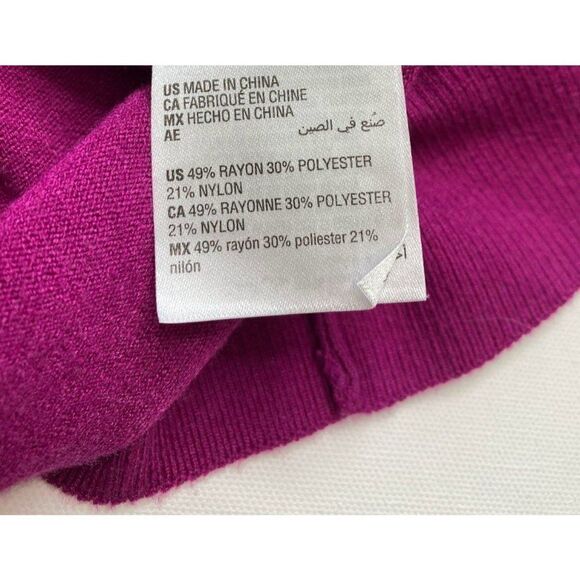 US MADE IN CHINA
CA FABRIQUÉ EN CHINE
MX HECHO EN CHINA
AE صُنع في الصين
US 49% RAYON 30% POLYESTER
21% NYLON
CA 49% RAYONNE 30% POLYESTER
21% NYLON
MX 49% rayón 30% poliester 21%
nilón